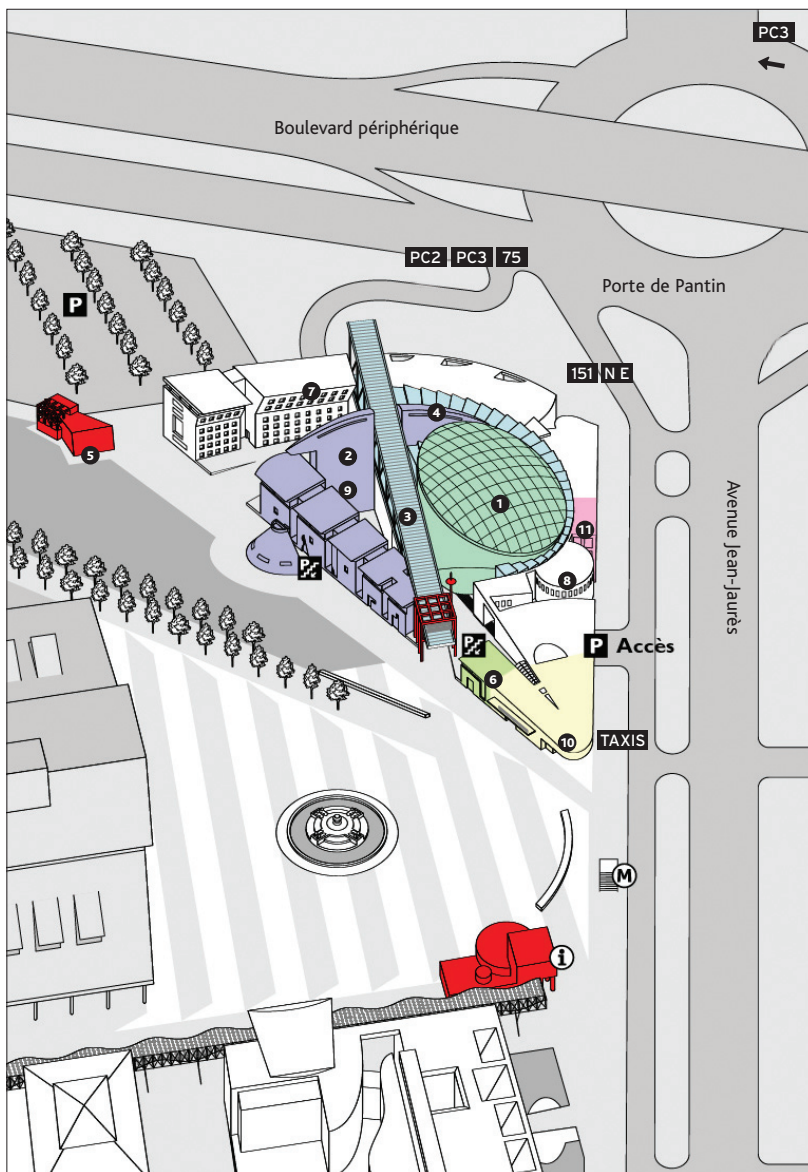 PC3
Boulevard périphérique
PC2 PC3 75
Porte de Pantin
P
151 N E
7
4
2
5
9
1
3
11
Avenue Jean-Jaurès
P
8
P
P Accès
6
10
TAXIS
M
i